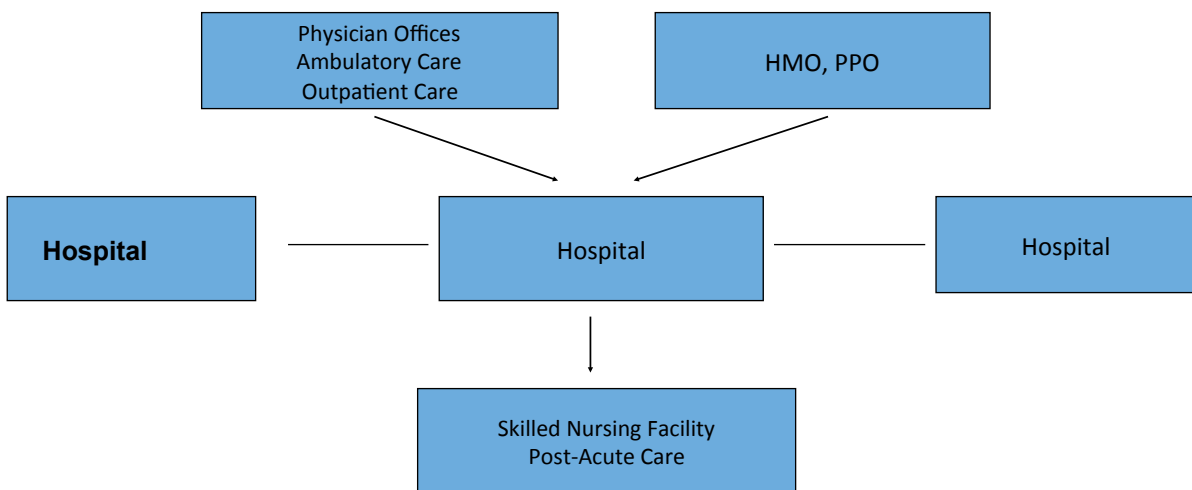 Physician Offices
Ambulatory Care
Outpatient Care
HMO, PPO
Hospital
Hospital
Hospital
Skilled Nursing Facility
Post-Acute Care